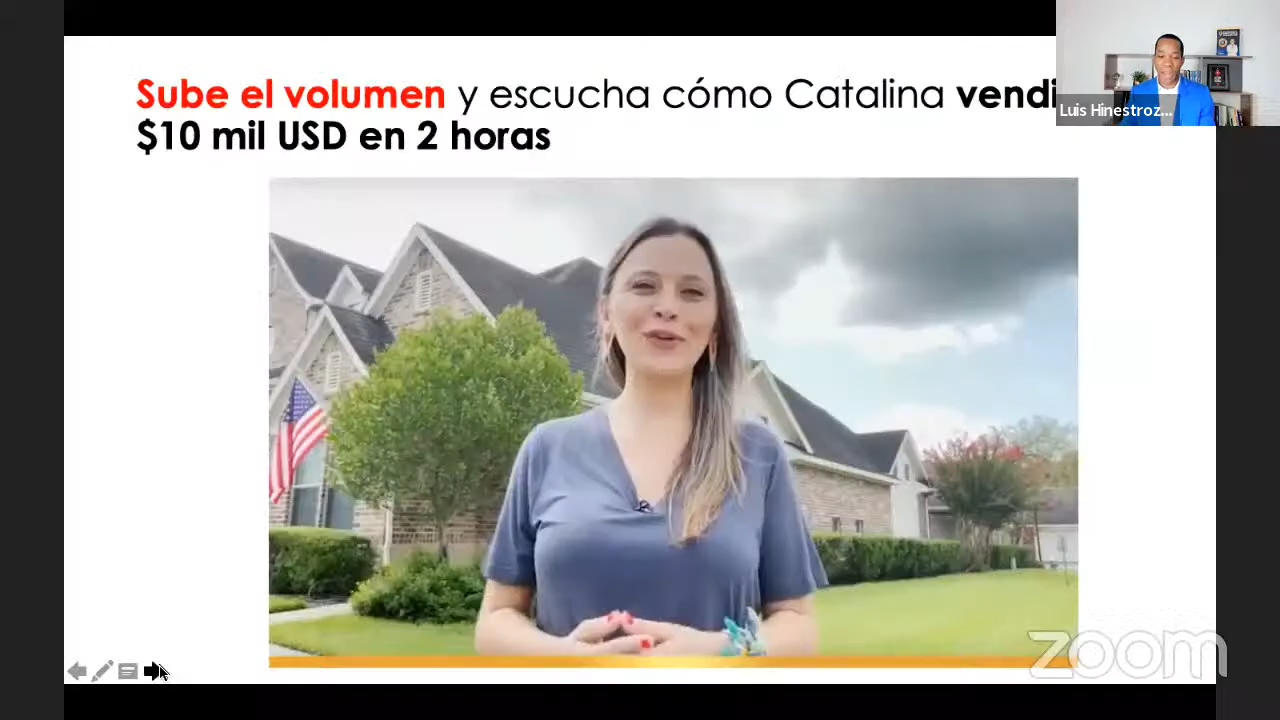 Sube el volumen y escucha cómo Catalina vendi
$10 mil USD en 2 horas
Luis Hinestroz...
zoom